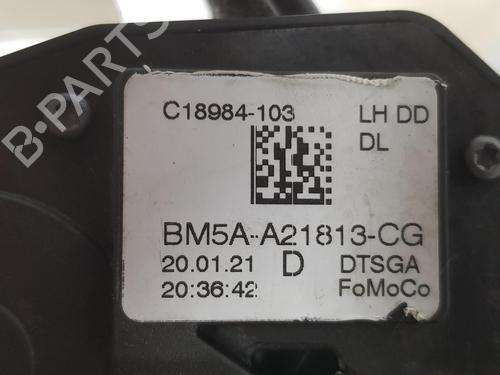 B-PARTS
C18984-103 LH DD
DL
BM5A-A21813-CG
20.01.21 D DTSGA
20:36:42 FoMoCo